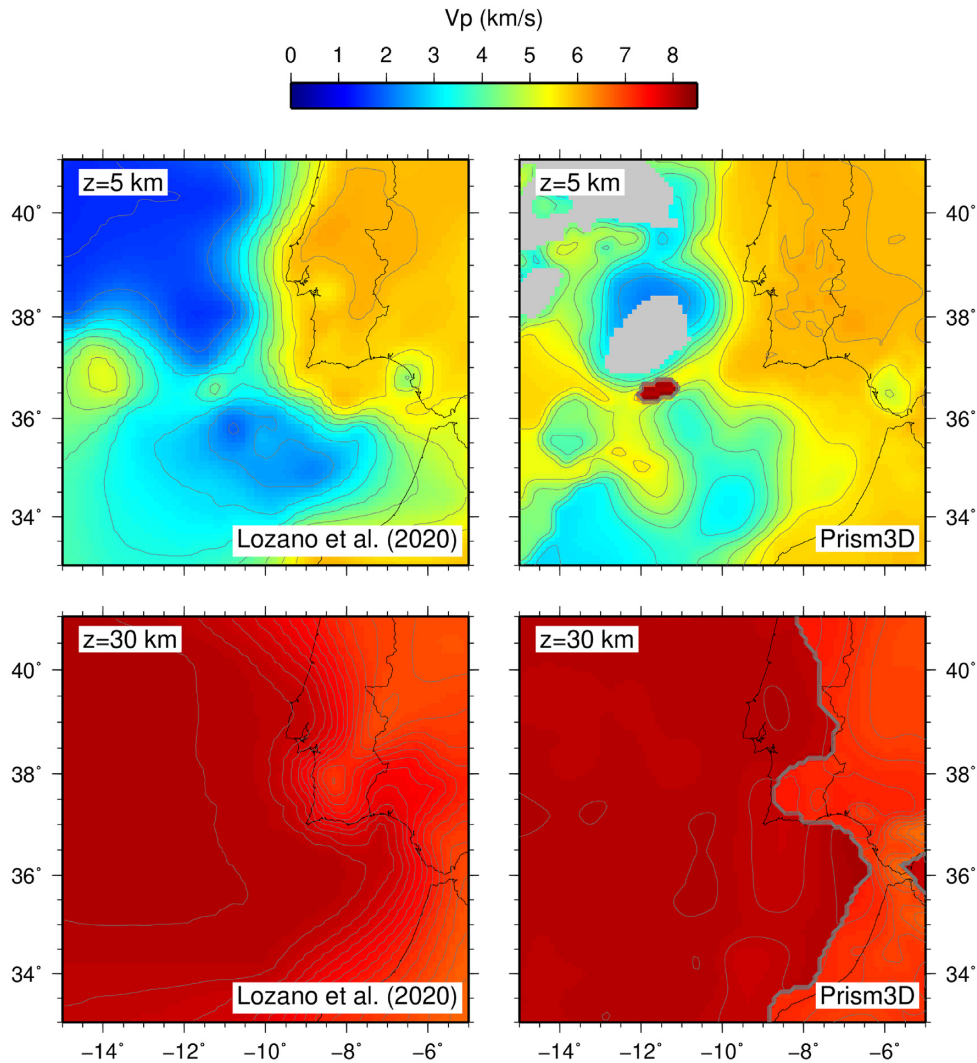 Vp (km/s)
0 1 2 3 4 5 6 7 8
z=5 km
z=5 km
40° 40°
38° 38°
36° 36°
34° 34°
Lozano et al. (2020)
Prism3D
z=30 km
z=30 km
40° 40°
38° 38°
36° 36°
34° 34°
Lozano et al. (2020)
Prism3D
−14° −12° −10° −8° −6° −14° −12° −10° −8° −6°